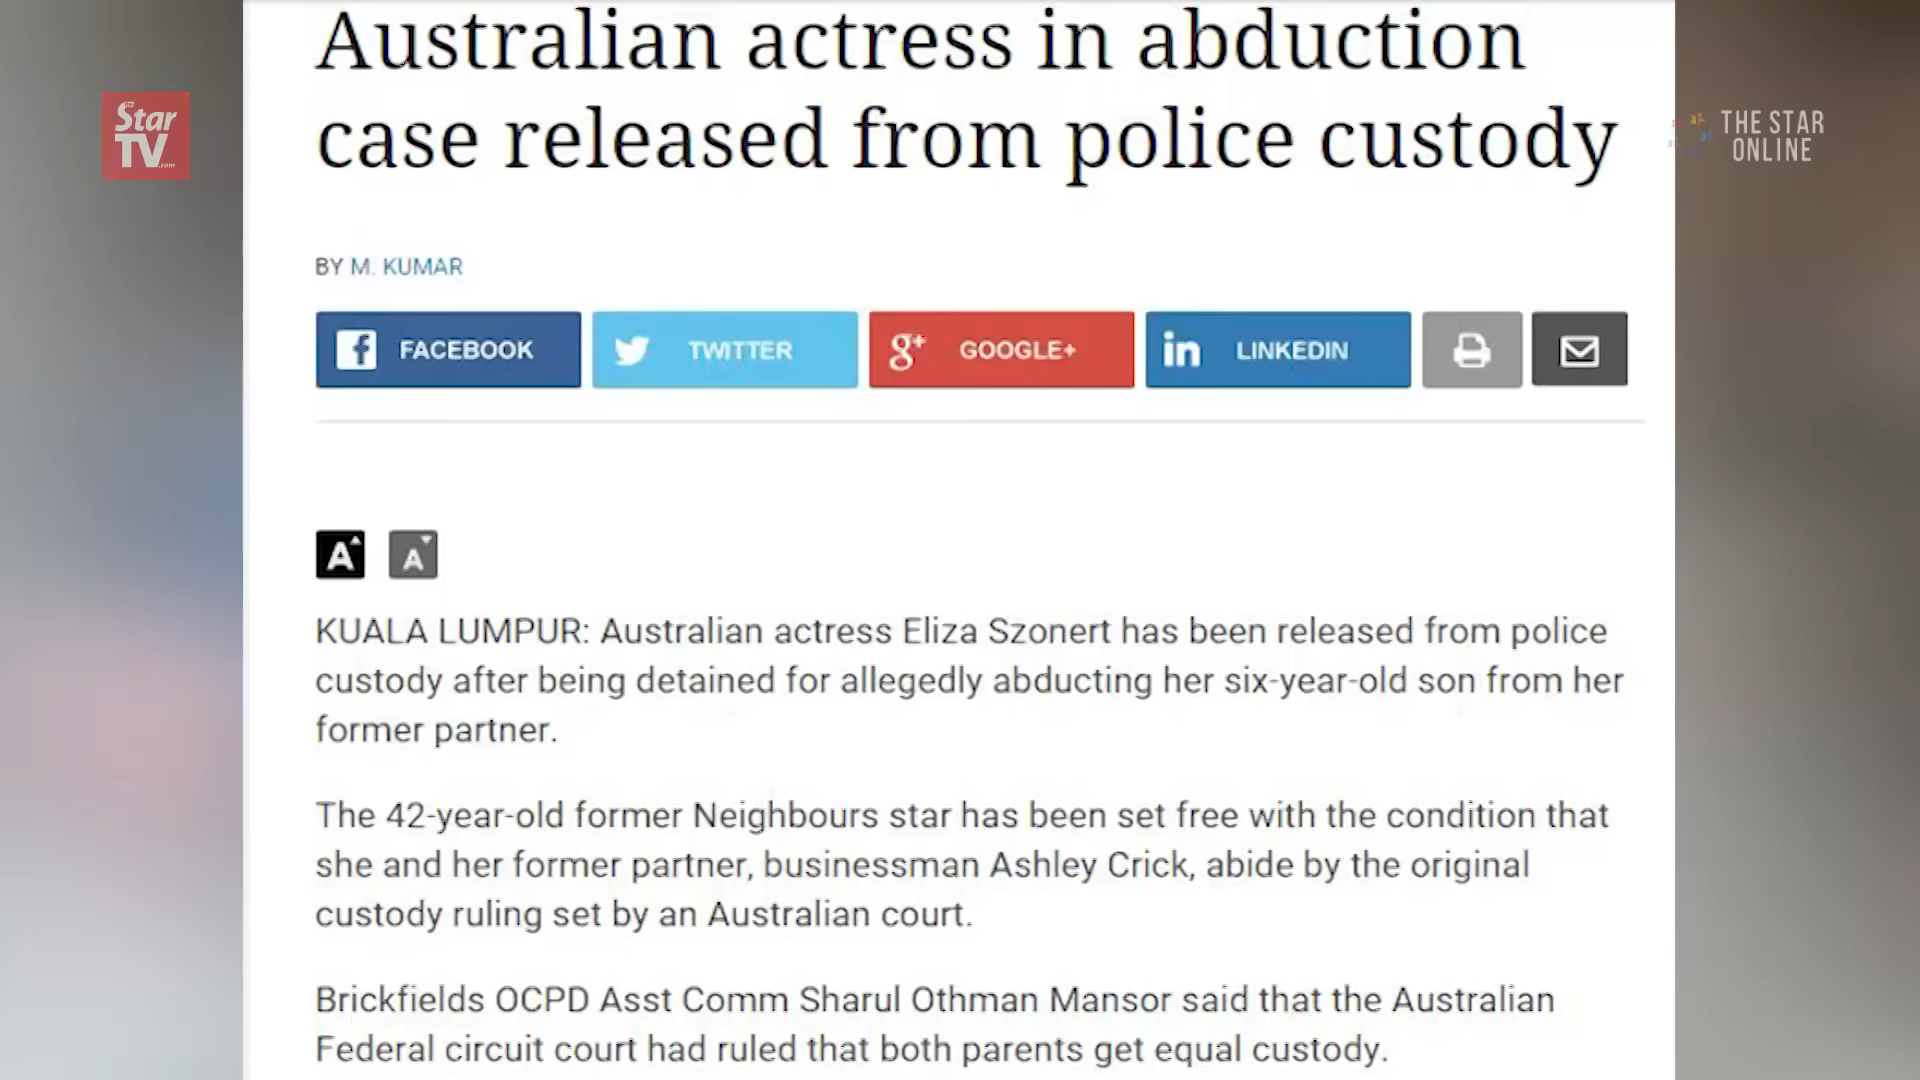 Australian actress in abduction
case released from police custody
The
Star
TV.com
THE STAR
ONLINE
BY M. KUMAR
f FACEBOOK
TWITTER
g+ GOOGLE+
in LINKEDIN
A A
KUALA LUMPUR: Australian actress Eliza Szonert has been released from police
custody after being detained for allegedly abducting her six-year-old son from her
former partner.
The 42-year-old former Neighbours star has been set free with the condition that
she and her former partner, businessman Ashley Crick, abide by the original
custody ruling set by an Australian court.
Brickfields OCPD Asst Comm Sharul Othman Mansor said that the Australian
Federal circuit court had ruled that both parents get equal custody.